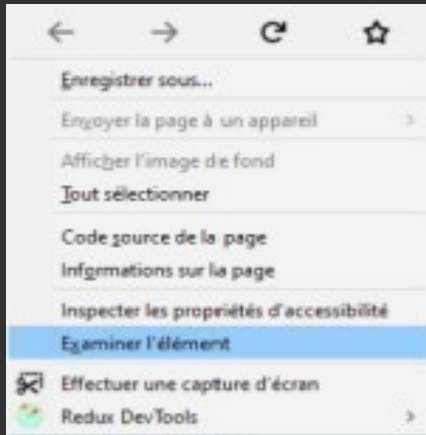 Enregistrer sous...
Envoyer la page à un appareil
Afficher l'image de fond
Tout sélectionner
Code source de la page
Informations sur la page
Inspecter les propriétés d'accessibilité
Examiner l'élément
Effectuer une capture d'écran
Redux DevTools